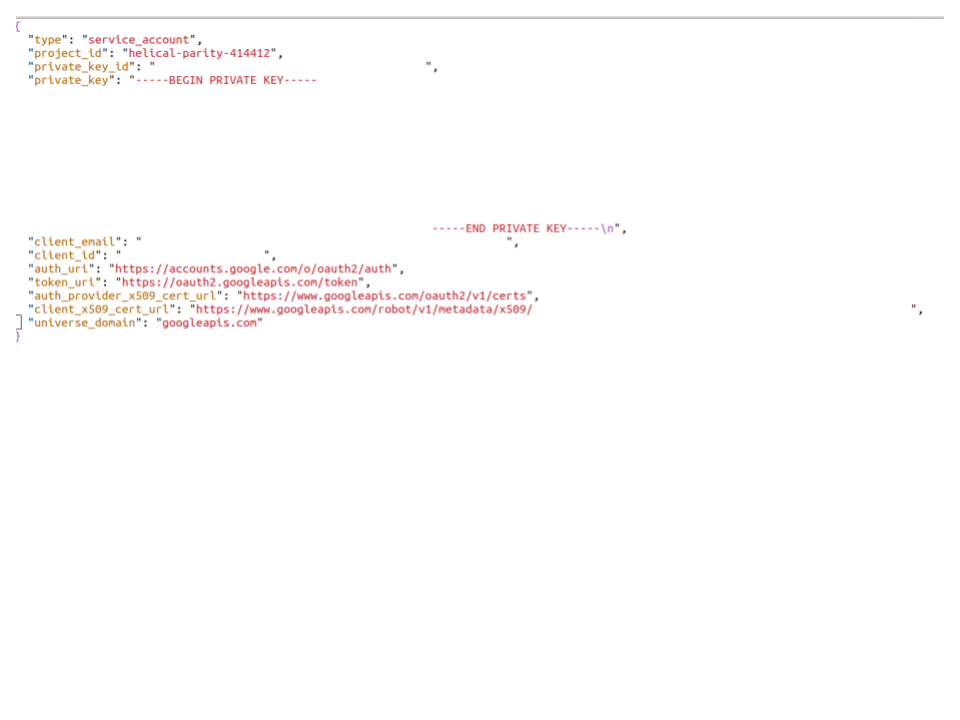 {
"type": "service_account",
"project_id": "helical-parity-414412",
"private_key_id": " ",
"private_key": "-----BEGIN PRIVATE KEY-----
-----END PRIVATE KEY-----\n",
"client_email": " ",
"client_id": " ",
"auth_uri": "https://accounts.google.com/o/oauth2/auth",
"token_uri": "https://oauth2.googleapis.com/token",
"auth_provider_x509_cert_url": "https://www.googleapis.com/oauth2/v1/certs",
"client_x509_cert_url": "https://www.googleapis.com/robot/v1/metadata/x509/ ",
"universe_domain": "googleapis.com"
}